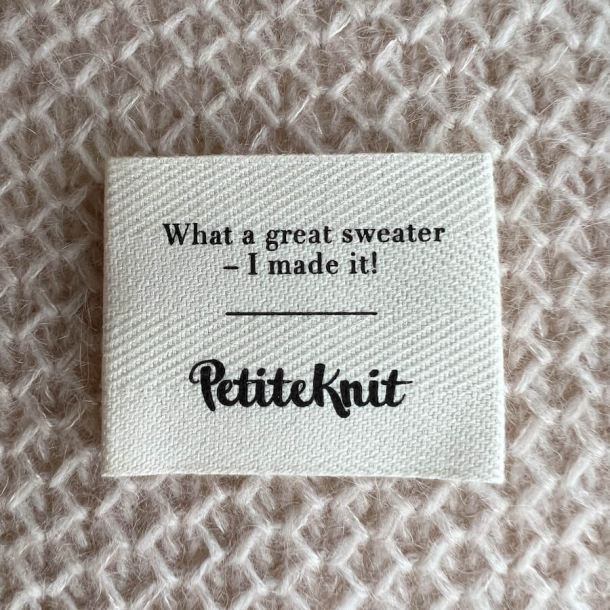 What a great sweater
– I made it!
PetiteKnit